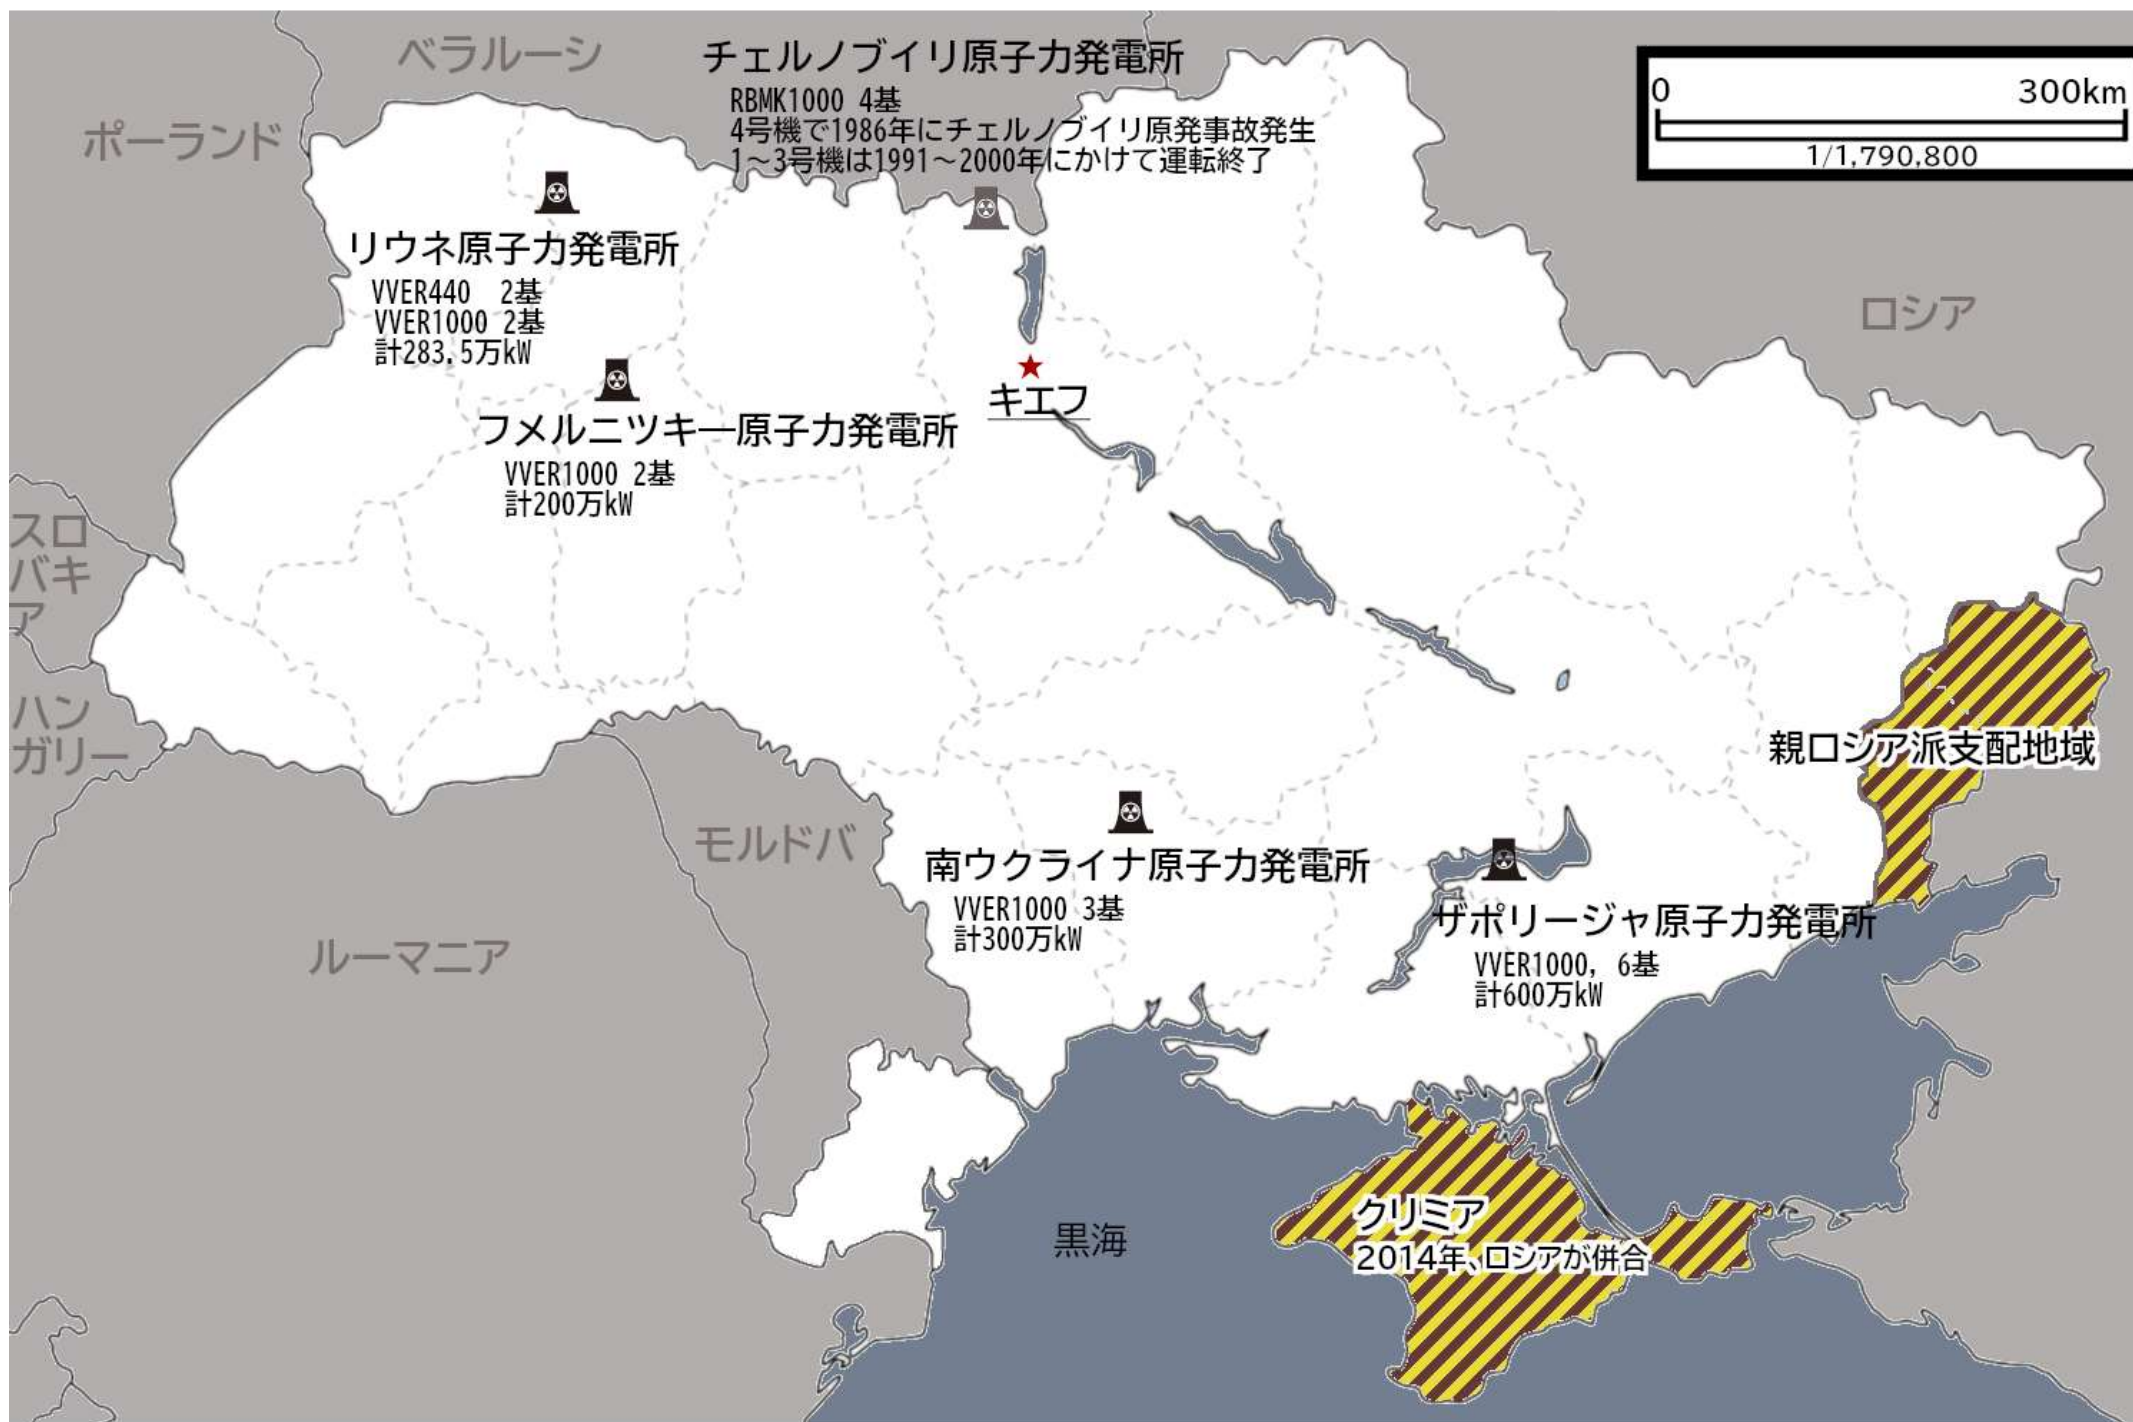 ベラルーシ
ポーランド
チェルノブイリ原子力発電所
RBMK1000 4基
4号機で1986年にチェルノブイリ原発事故発生
1～3号機は1991～2000年にかけて運転終了
0 300km
1/1,790,800
リウネ原子力発電所
VVER440 2基
VVER1000 2基
計283.5万kW
ロシア
キエフ
フメルニツキー原子力発電所
VVER1000 2基
計200万kW
スロ
バキ
ア
ハン
ガリー
親ロシア派支配地域
モルドバ
南ウクライナ原子力発電所
VVER1000 3基
計300万kW
ザポリージャ原子力発電所
VVER1000, 6基
計600万kW
ルーマニア
黒海
クリミア
2014年、ロシアが併合